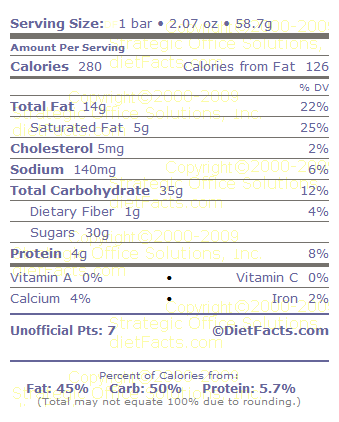 Serving Size: 1 bar • 2.07 oz • 58.7g
Amount Per Serving
Calories 280 Calories from Fat 126
% DV
Total Fat 14g 22%
Saturated Fat 5g 25%
Cholesterol 5mg 2%
Sodium 140mg 6%
Total Carbohydrate 35g 12%
Dietary Fiber 1g 4%
Sugars 30g
Protein 4g 8%
Vitamin A 0% • Vitamin C 0%
Calcium 4% • Iron 2%
Unofficial Pts: 7 ©DietFacts.com
Percent of Calories from:
Fat: 45% Carb: 50% Protein: 5.7%
(Total may not equate 100% due to rounding.)